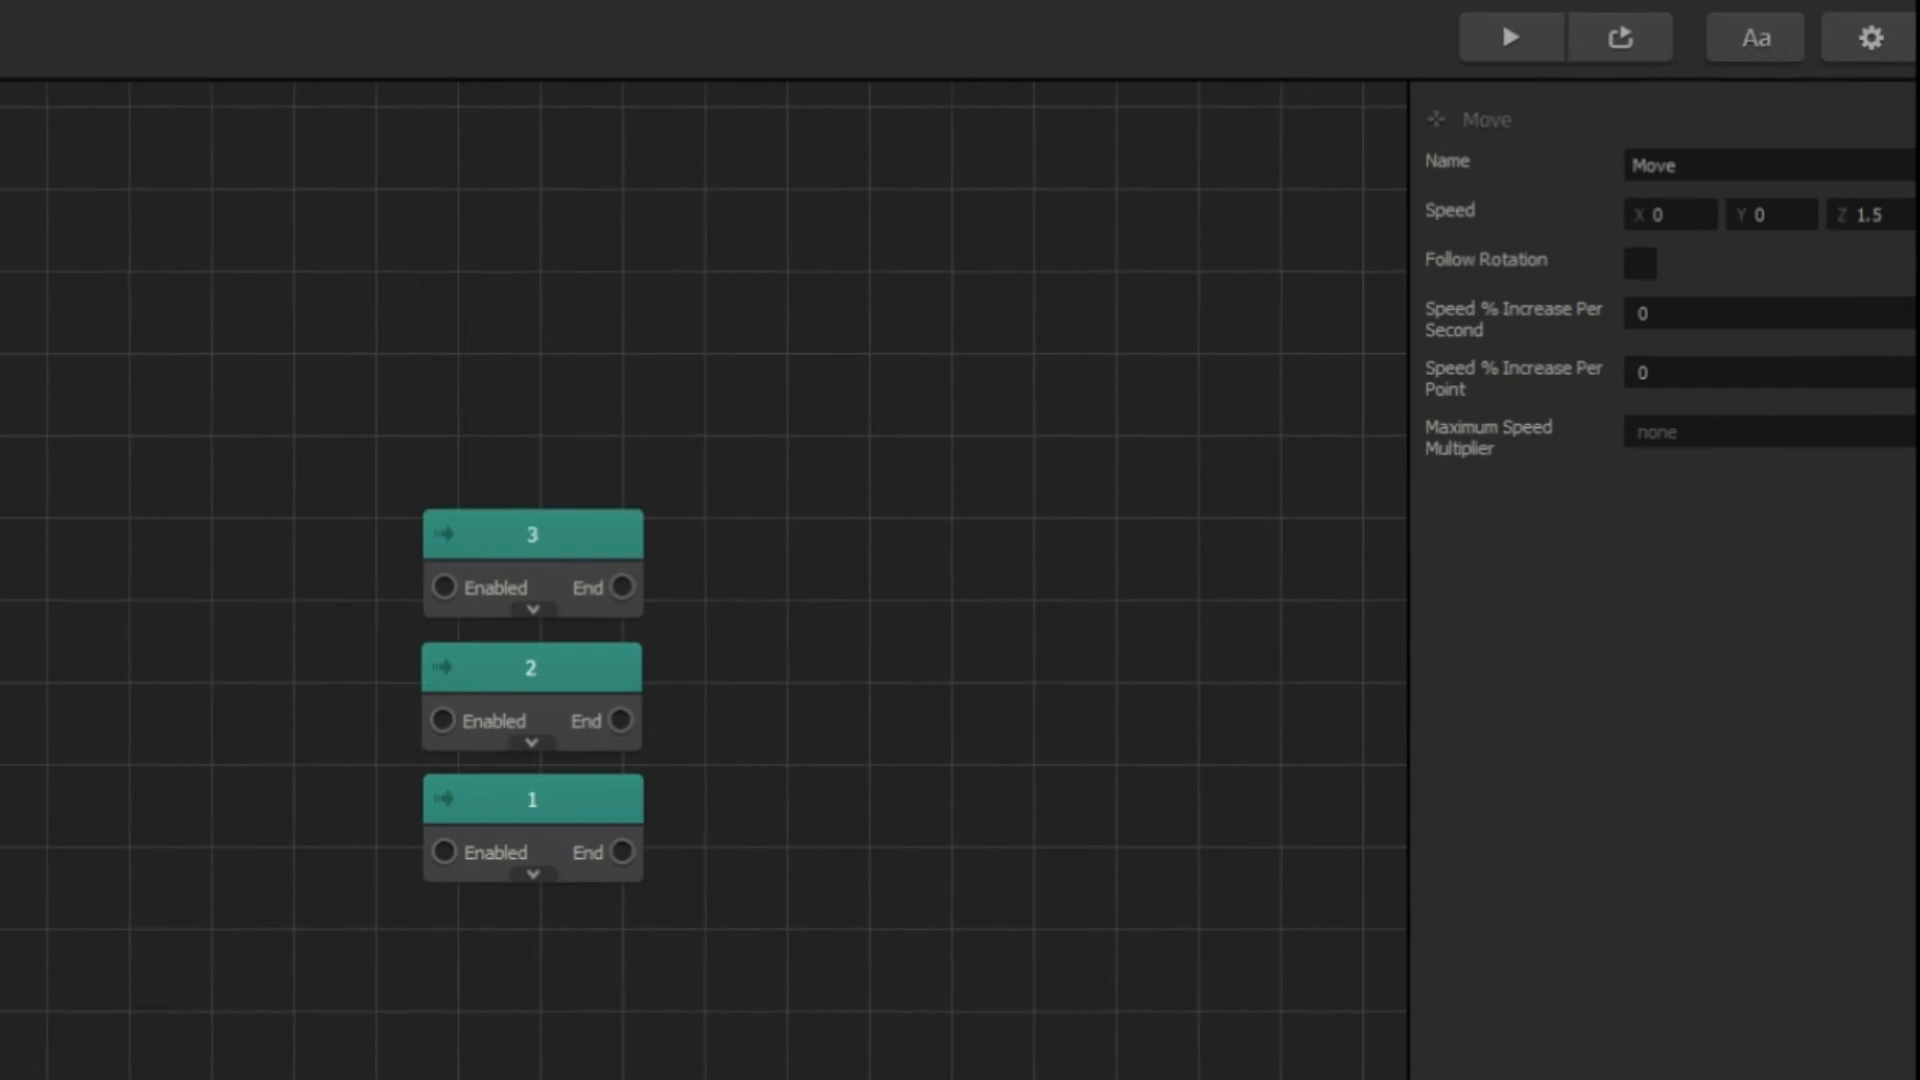 Aa
Move
Name
Move
Speed
X 0
Y 0
Z 1.5
Follow Rotation
Speed % Increase Per
Second
0
Speed % Increase Per
Point
0
Maximum Speed
Multiplier
none
3
Enabled End
2
Enabled End
1
Enabled End